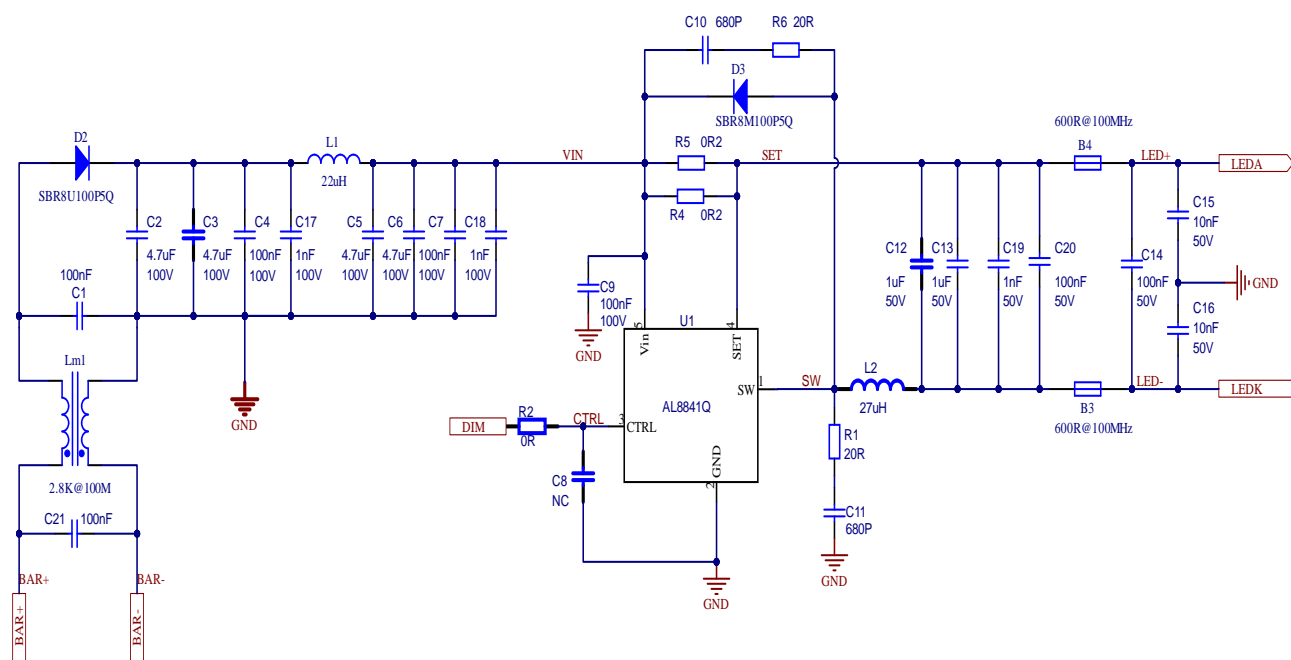 C10 680P
R6 20R
D3
SBR8M100P5Q
D2
SBR8U100P5Q
L1
22uH
VIN
R5 0R2
SET
R4 0R2
600R@100MHz
B4
LED+
LEDA
C2
4.7uF
100V
C3
4.7uF
100V
C4
100nF
100V
C17
1nF
100V
C5
4.7uF
100V
C6
4.7uF
100V
C7
100nF
100V
C18
1nF
100V
100nF
C1
C9
100nF
100V
GND
C12
1uF
50V
C13
1uF
50V
C19
1nF
50V
C20
100nF
50V
C14
100nF
50V
C15
10nF
50V
GND
C16
10nF
50V
Lm1
2.8K@100M
GND
U1
5
Vin
4
SET
SW
1
AL8841Q
3
CTRL
GND
2
SW
L2
27uH
LED-
LEDK
B3
600R@100MHz
DIM
R2
0R
CTRL
C8
NC
R1
20R
C11
680P
GND
GND
C21
100nF
BAR+
BAR-
BAR+
BAR-